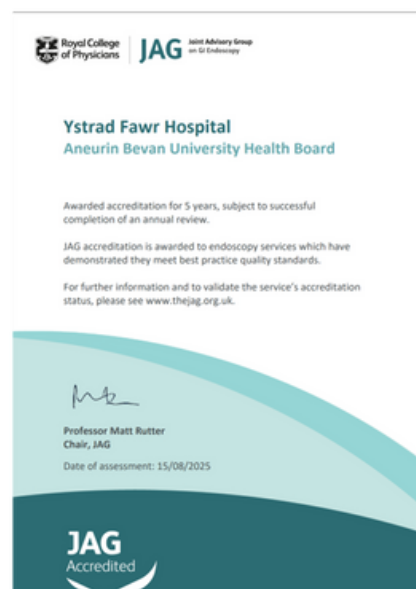 Royal College
of Physicians
JAG
Joint Advisory Group
on GI Endoscopy
Ystrad Fawr Hospital
Aneurin Bevan University Health Board
Awarded accreditation for 5 years, subject to successful
completion of an annual review.
JAG accreditation is awarded to endoscopy services which have
demonstrated they meet best practice quality standards.
For further information and to validate the service's accreditation
status, please see www.thejag.org.uk.
Professor Matt Rutter
Chair, JAG
Date of assessment: 15/08/2025
JAG
Accredited